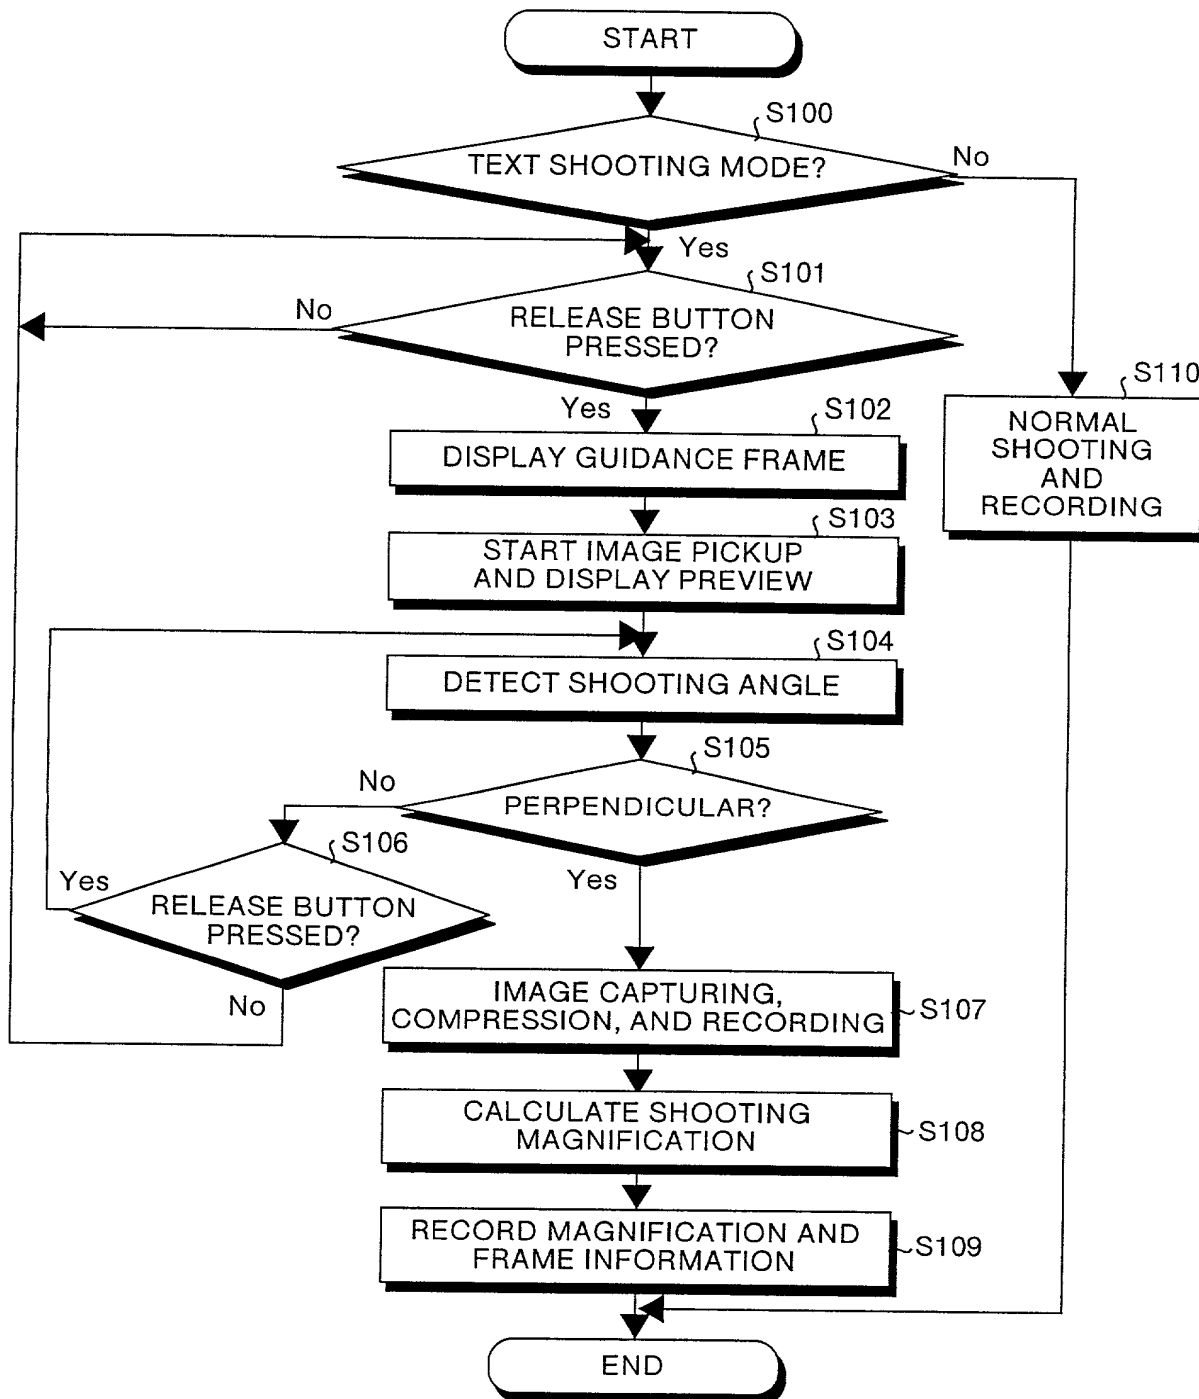 START
S100
TEXT SHOOTING MODE?
No
Yes
S101
No
RELEASE BUTTON
PRESSED?
Yes
S110
NORMAL
SHOOTING
AND
RECORDING
S102
DISPLAY GUIDANCE FRAME
S103
START IMAGE PICKUP
AND DISPLAY PREVIEW
S104
DETECT SHOOTING ANGLE
S105
No
PERPENDICULAR?
S106
Yes
Yes
RELEASE BUTTON
PRESSED?
No
IMAGE CAPTURING,
COMPRESSION, AND RECORDING
S107
CALCULATE SHOOTING
MAGNIFICATION
S108
RECORD MAGNIFICATION AND
FRAME INFORMATION
S109
END